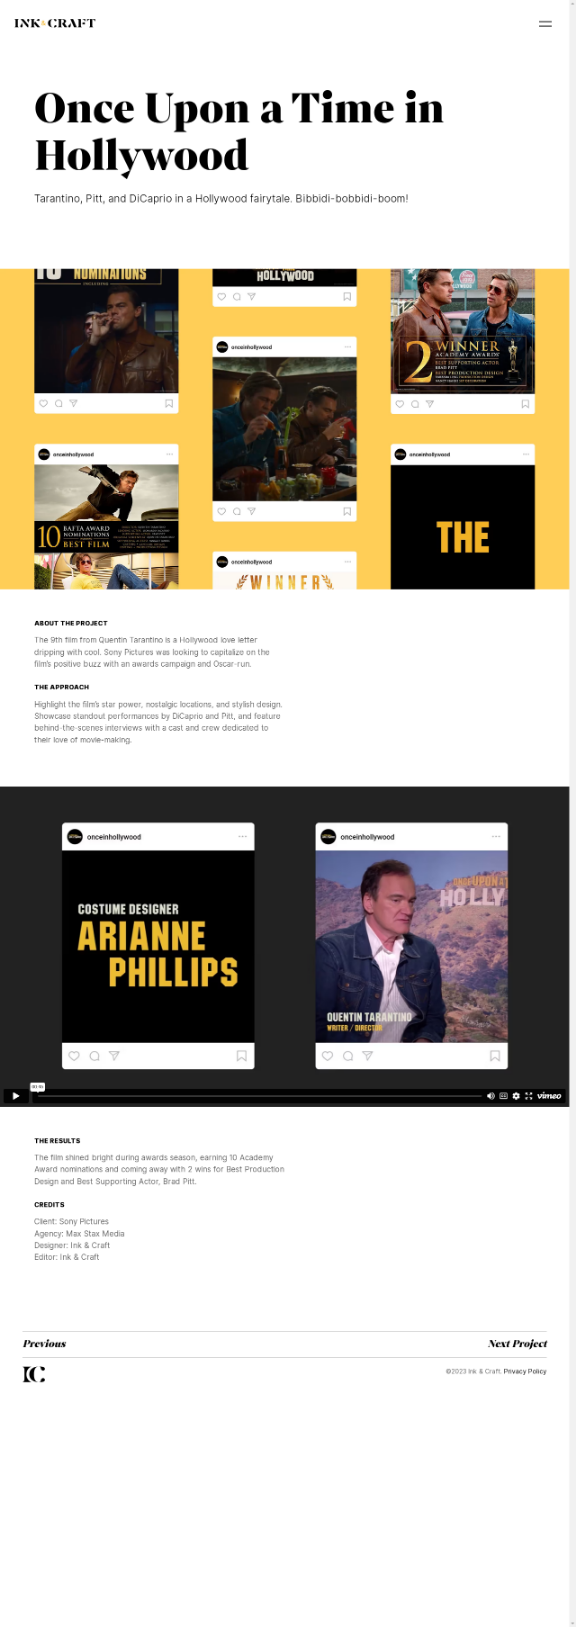 INK CRAFT
Once Upon a Time in
Hollywood
Tarantino, Pitt, and DiCaprio in a Hollywood fairytale. Bibbidi-bobbidi-boom!
10 NOMINATIONS
HOLLYWOOD
2 WINNER
ACADEMY AWARDS
BEST SUPPORTING ACTOR
BRAD PITT
BEST PRODUCTION DESIGN
onceinhollywood
onceinhollywood
onceinhollywood
10 BAFTA AWARD
NOMINATIONS
BEST FILM
THE
onceinhollywood
WINNER
ABOUT THE PROJECT
The 9th film from Quentin Tarantino is a Hollywood love letter
dripping with cool. Sony Pictures was looking to capitalize on the
film's positive buzz with an awards campaign and Oscar-run.
THE APPROACH
Highlight the film's star power, nostalgic locations, and stylish design.
Showcase standout performances by DiCaprio and Pitt, and feature
behind-the-scenes interviews with a cast and crew dedicated to
their love of movie-making.
onceinhollywood
COSTUME DESIGNER
ARIANNE
PHILLIPS
onceinhollywood
QUENTIN TARANTINO
WRITER / DIRECTOR
vimeo
THE RESULTS
The film shined bright during awards season, earning 10 Academy
Award nominations and coming away with 2 wins for Best Production
Design and Best Supporting Actor, Brad Pitt.
CREDITS
Client: Sony Pictures
Agency: Max Stax Media
Designer: Ink & Craft
Editor: Ink & Craft
Previous
Next Project
IC
©2023 Ink & Craft. Privacy Policy